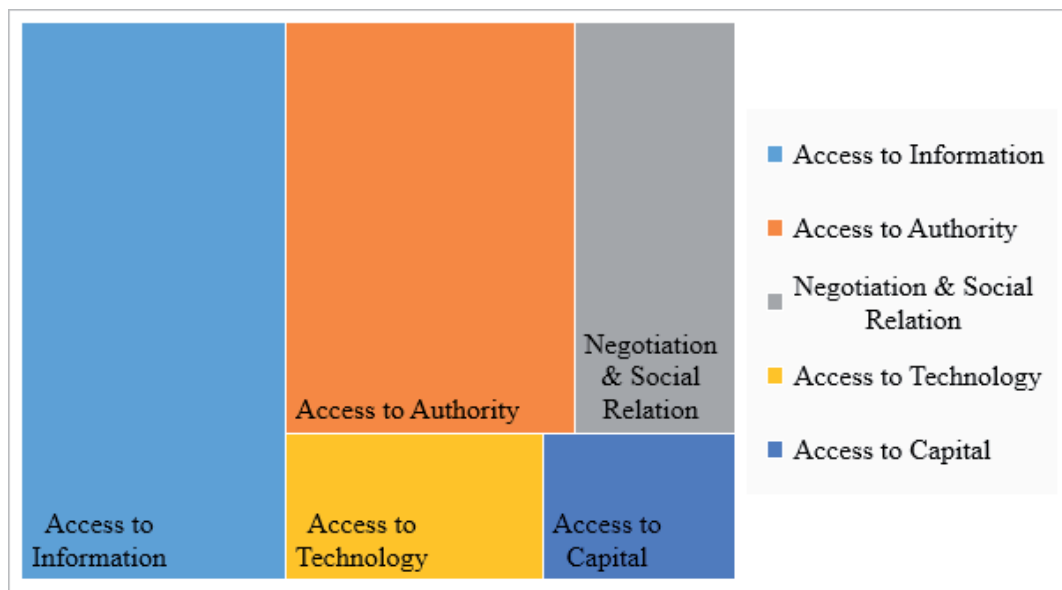 Access to
Information
Access to Authority
Negotiation
& Social
Relation
Access to
Technology
Access to
Capital
Access to Information
Access to Authority
Negotiation & Social
Relation
Access to Technology
Access to Capital